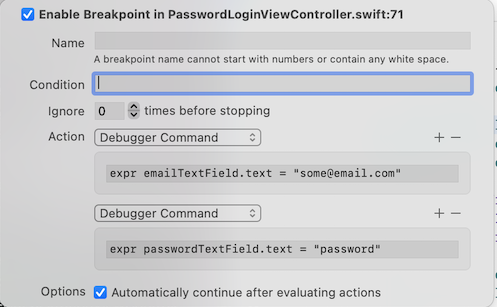 Enable Breakpoint in PasswordLoginViewController.swift:71
Name
A breakpoint name cannot start with numbers or contain any white space.
Condition
Ignore 0 times before stopping
Action Debugger Command + −
expr emailTextField.text = "some@email.com"
Debugger Command + −
expr passwordTextField.text = "password"
Options Automatically continue after evaluating actions